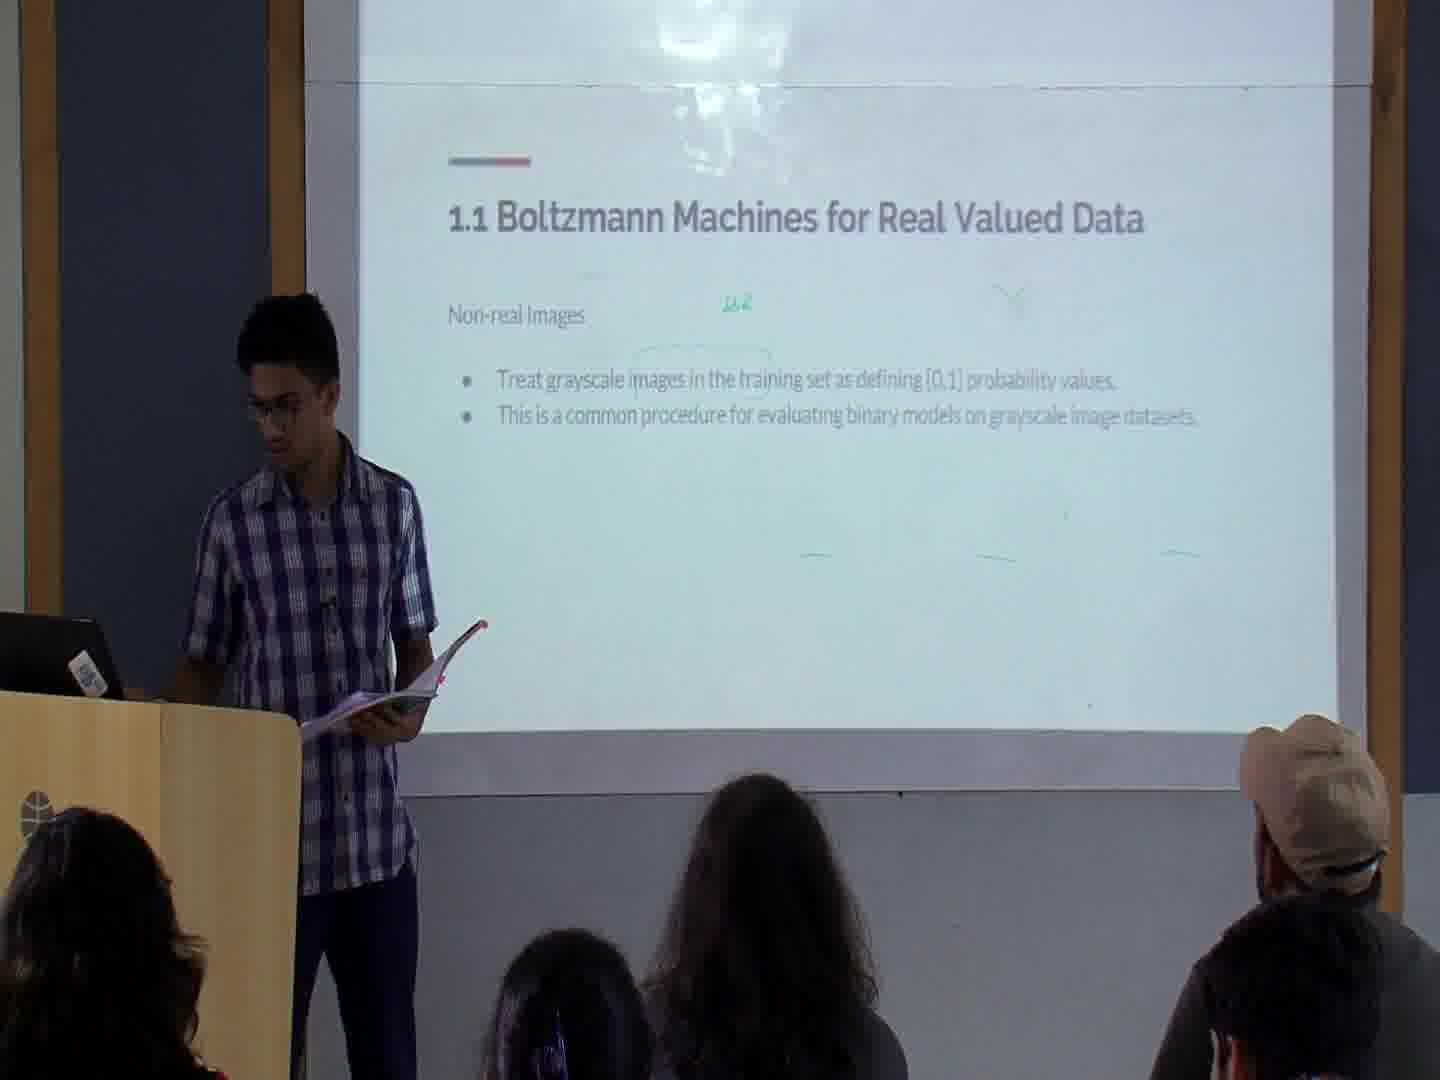 1.1 Boltzmann Machines for Real Valued Data
Non-real Images
Treat grayscale images in the training set as defining [0,1] probability values.
This is a common procedure for evaluating binary models on grayscale image datasets.